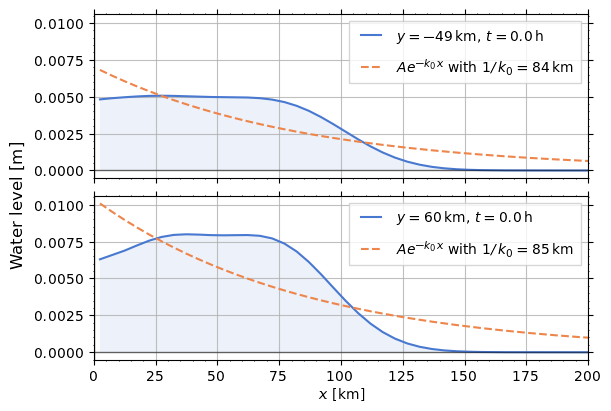 0.0100
0.0075
0.0050
0.0025
0.0000
y = −49 km, t = 0.0 h
Ae^{−k₀x} with 1/k₀ = 84 km
Water level [m]
0.0100
0.0075
0.0050
0.0025
0.0000
y = 60 km, t = 0.0 h
Ae^{−k₀x} with 1/k₀ = 85 km
0 25 50 75 100 125 150 175 200
x [km]